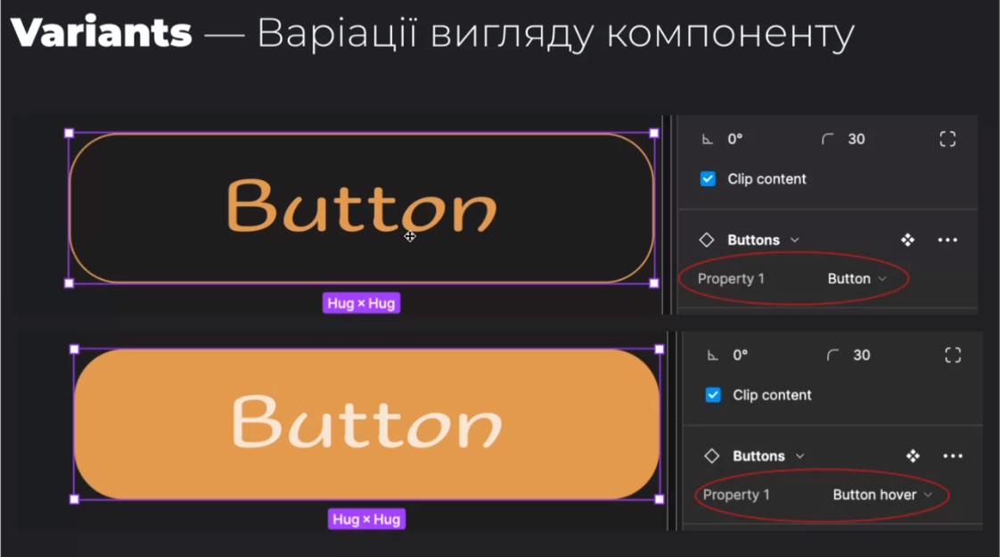 Variants — Варіації вигляду компоненту
Button
Hug × Hug
0° 30
Clip content
Buttons
Property 1 Button
Button
Hug × Hug
0° 30
Clip content
Buttons
Property 1 Button hover